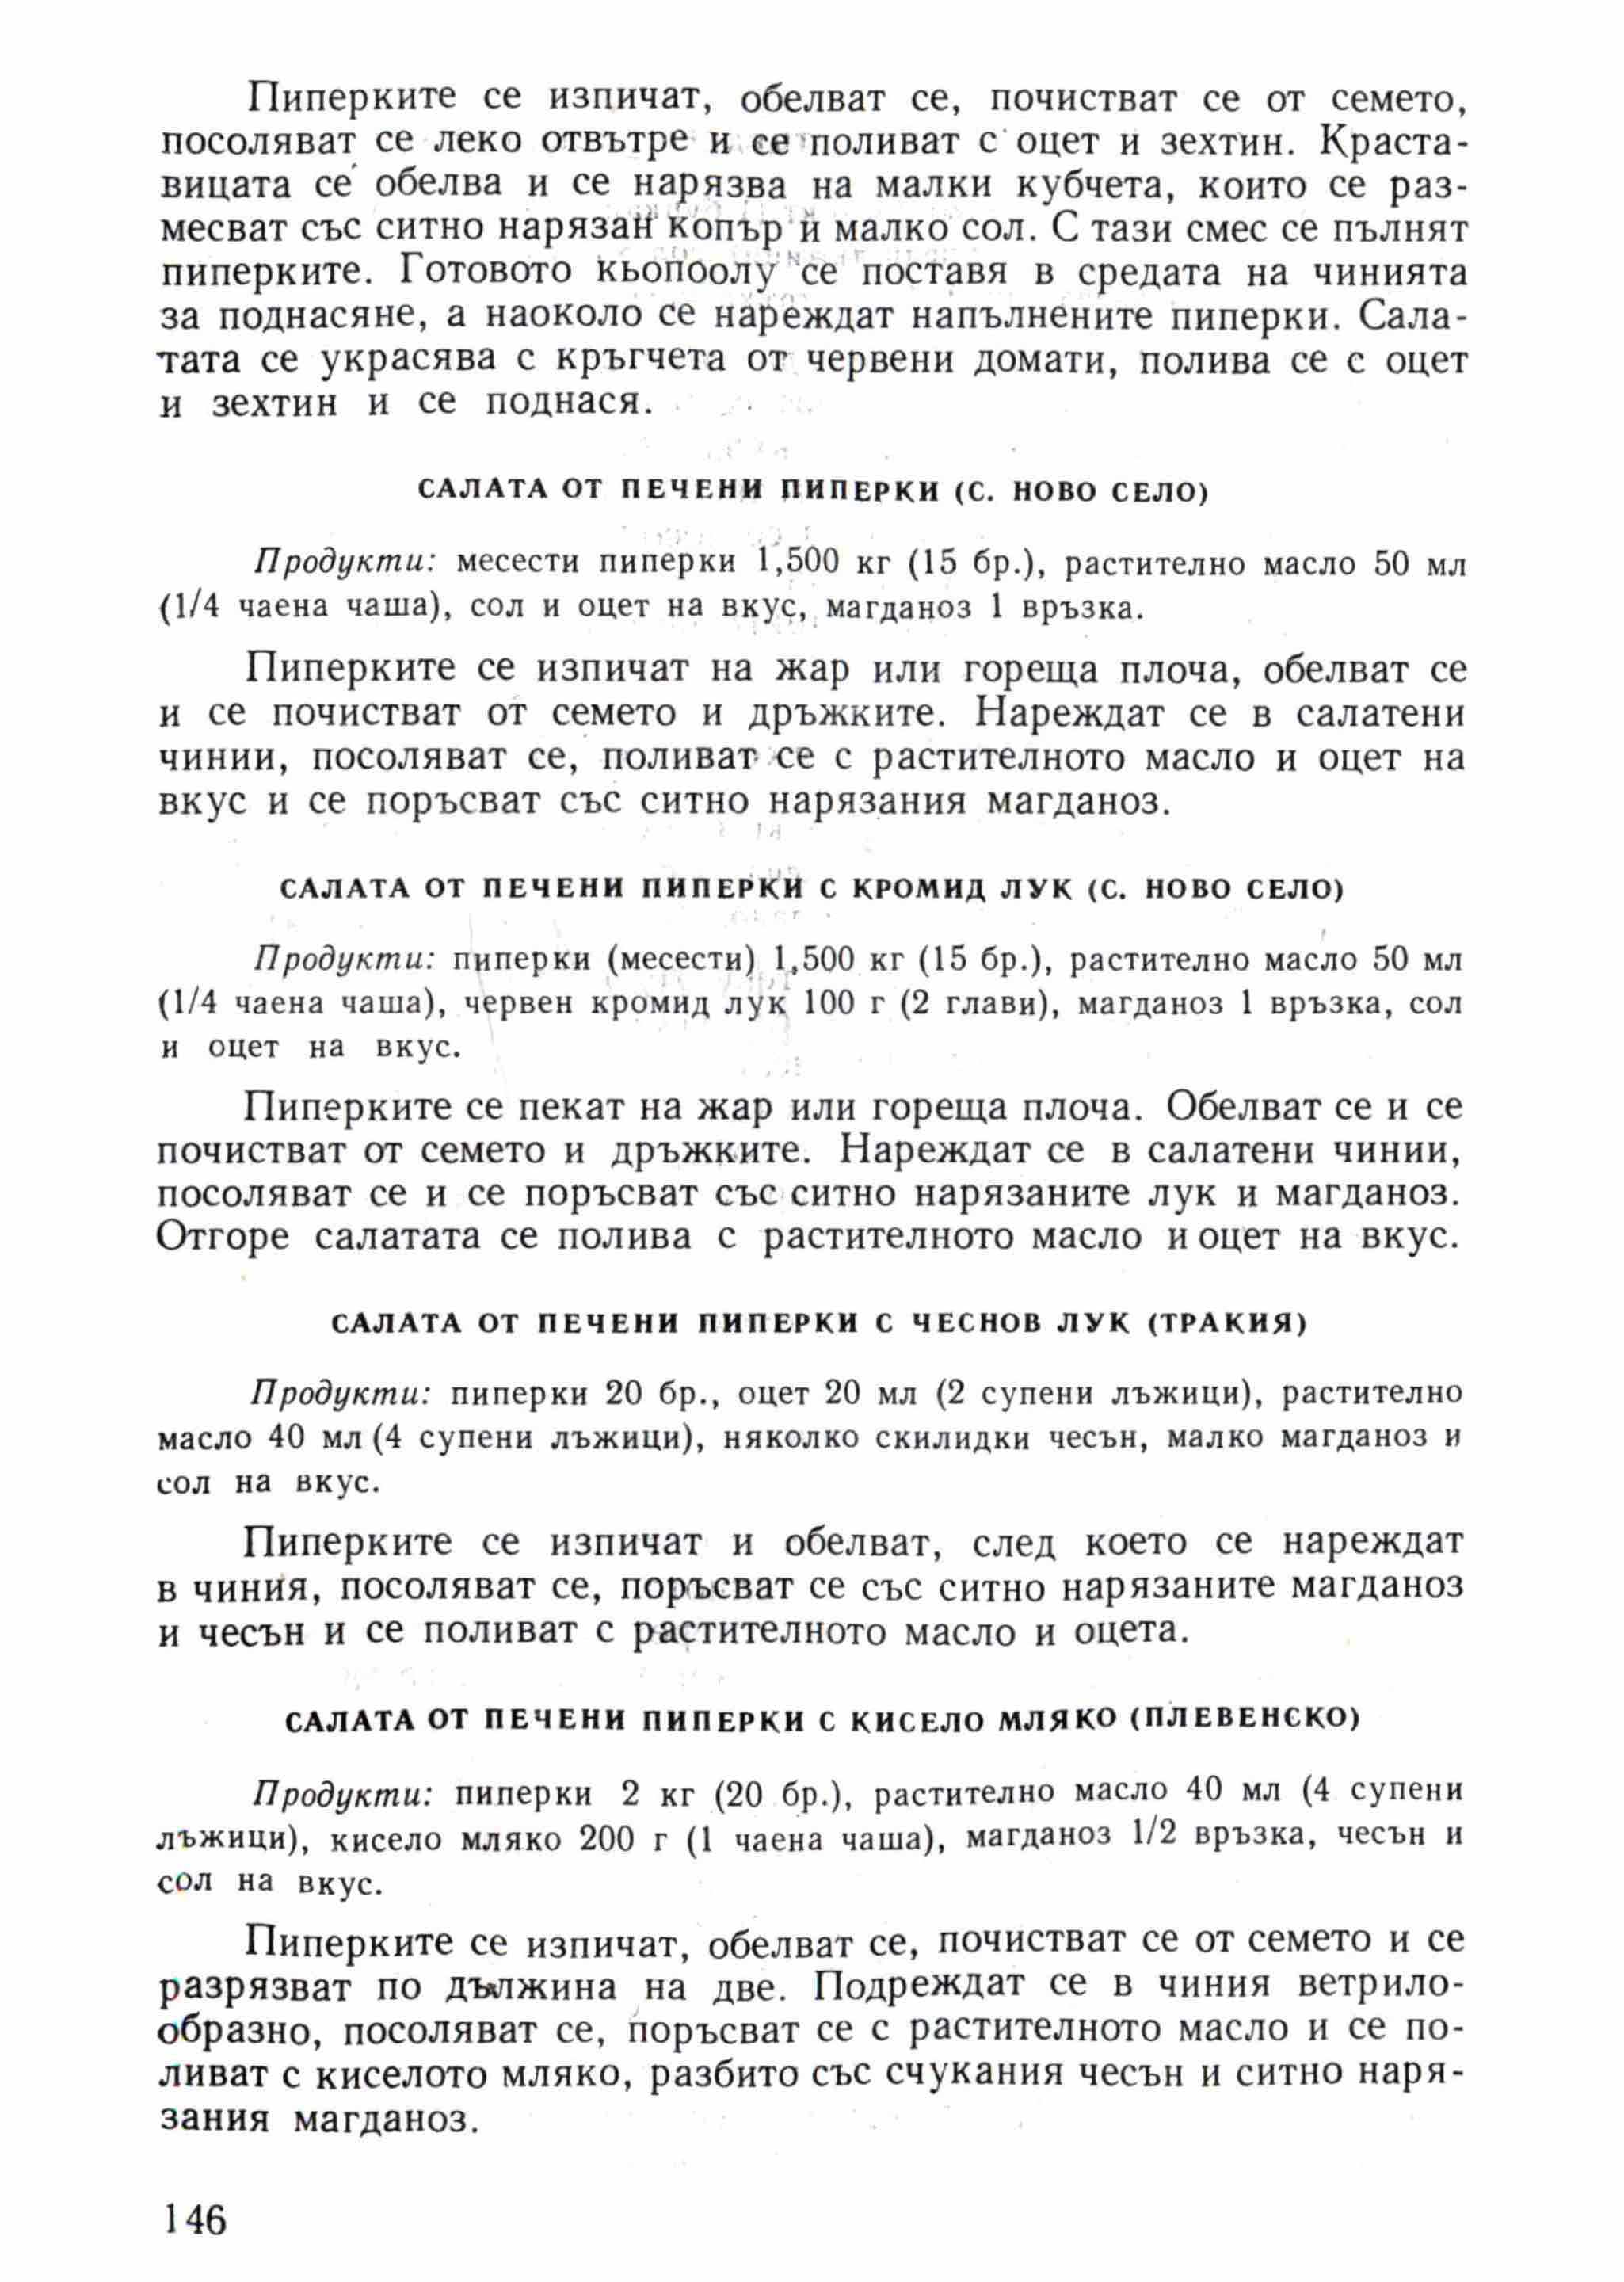 Пиперките се изпичат, обелват се, почистват се от семето,
посоляват се леко отвътре и се поливат с оцет и зехтин. Краста-
вицата се обелва и се нарязва на малки кубчета, които се раз-
месват със ситно нарязан копър и малко сол. С тази смес се пълнят
пиперките. Готовото кьопоолу се поставя в средата на чинията
за поднасяне, а наоколо се нареждат напълнените пиперки. Сала-
тата се украсява с кръгчета от червени домати, полива се с оцет
и зехтин и се поднася.
САЛАТА ОТ ПЕЧЕНИ ПИПЕРКИ (С. НОВО СЕЛО)
Продукти: месести пиперки 1,500 кг (15 бр.), растително масло 50 мл
(1/4 чаена чаша), сол и оцет на вкус, магданоз 1 връзка.
Пиперките се изпичат на жар или гореща плоча, обелват се
и се почистват от семето и дръжките. Нареждат се в салатени
чинии, посоляват се, поливат се с растителното масло и оцет на
вкус и се поръсват със ситно нарязания магданоз.
САЛАТА ОТ ПЕЧЕНИ ПИПЕРКИ С КРОМИД ЛУК (С. НОВО СЕЛО)
Продукти: пиперки (месести) 1,500 кг (15 бр.), растително масло 50 мл
(1/4 чаена чаша), червен кромид лук 100 г (2 глави), магданоз 1 връзка, сол
и оцет на вкус.
Пиперките се пекат на жар или гореща плоча. Обелват се и се
почистват от семето и дръжките. Нареждат се в салатени чинии,
посоляват се и се поръсват със ситно нарязаните лук и магданоз.
Отгоре салатата се полива с растителното масло и оцет на вкус.
САЛАТА ОТ ПЕЧЕНИ ПИПЕРКИ С ЧЕСНОВ ЛУК (ТРАКИЯ)
Продукти: пиперки 20 бр., оцет 20 мл (2 супени лъжици), растително
масло 40 мл (4 супени лъжици), няколко скилидки чесън, малко магданоз и
сол на вкус.
Пиперките се изпичат и обелват, след което се нареждат
в чиния, посоляват се, поръсват се със ситно нарязаните магданоз
и чесън и се поливат с растителното масло и оцета.
САЛАТА ОТ ПЕЧЕНИ ПИПЕРКИ С КИСЕЛО МЛЯКО (ПЛЕВЕНСКО)
Продукти: пиперки 2 кг (20 бр.), растително масло 40 мл (4 супени
лъжици), кисело мляко 200 г (1 чаена чаша), магданоз 1/2 връзка, чесън и
сол на вкус.
Пиперките се изпичат, обелват се, почистват се от семето и се
разрязват по дължина на две. Подреждат се в чиния ветрило-
образно, посоляват се, поръсват се с растителното масло и се по-
ливат с киселото мляко, разбито със счукания чесън и ситно наря-
зания магданоз.
146